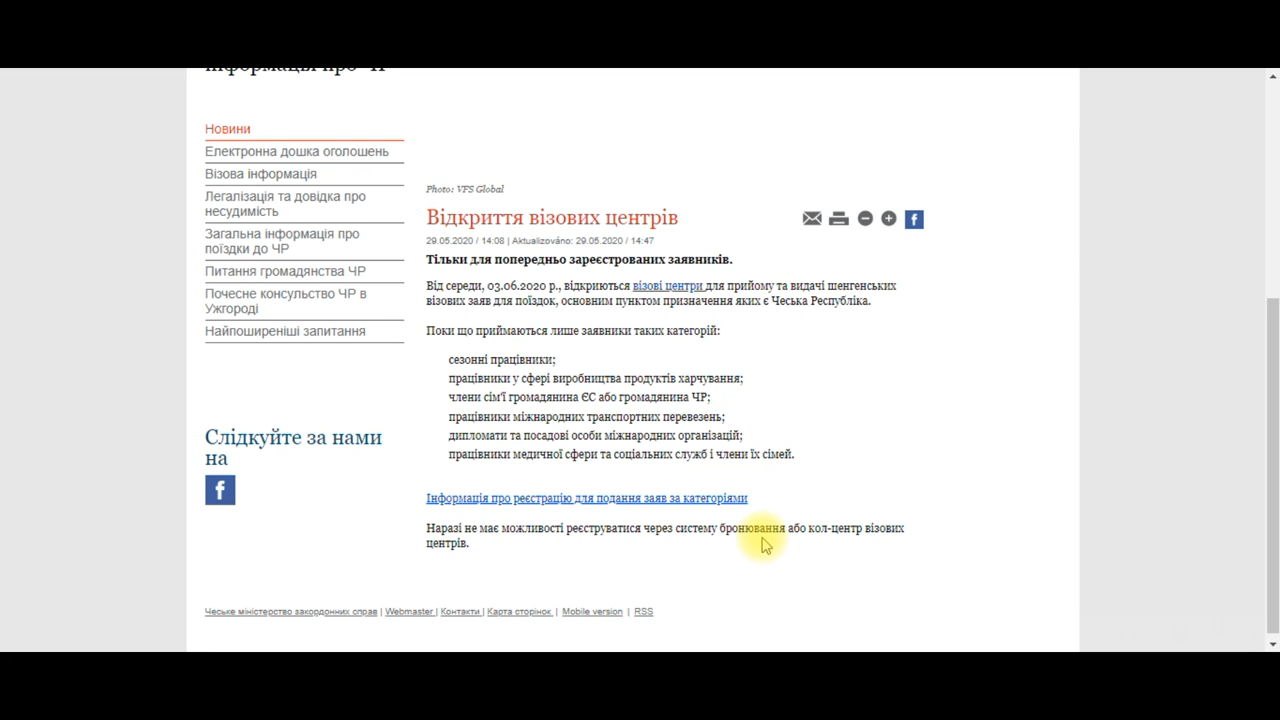 інформація про ЧР
Новини
Електронна дошка оголошень
Візова інформація
Легалізація та довідка про
несудимість
Загальна інформація про
поїздки до ЧР
Питання громадянства ЧР
Почесне консульство ЧР в
Ужгороді
Найпоширеніші запитання
Слідкуйте за нами
на
f
Photo: VFS Global
Відкриття візових центрів
f
29.05.2020 / 14:08 | Aktualizováno: 29.05.2020 / 14:47
Тільки для попередньо зареєстрованих заявників.
Від середи, 03.06.2020 р., відкриються візові центри для прийому та видачі шенгенських
візових заяв для поїздок, основним пунктом призначення яких є Чеська Республіка.
Поки що приймаються лише заявники таких категорій:
сезонні працівники;
працівники у сфері виробництва продуктів харчування;
члени сім'ї громадянина ЄС або громадянина ЧР;
працівники міжнародних транспортних перевезень;
дипломати та посадові особи міжнародних організацій;
працівники медичної сфери та соціальних служб і члени їх сімей.
Інформація про реєстрацію для подання заяв за категоріями
Наразі не має можливості реєструватися через систему бронювання або кол-центр візових
центрів.
Чеське міністерство закордонних справ | Webmaster | Контакти | Карта сторінок | Mobile version | RSS